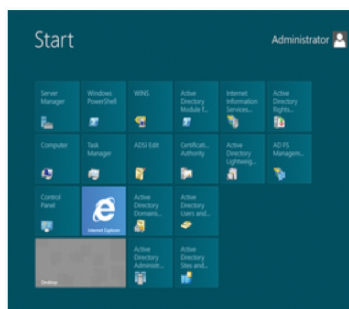 Start
Administrator
Server
Manager
Windows
PowerShell
WINS
Active
Directory
Module f...
Internet
Information
Services...
Active
Directory
Rights...
Computer
Task
Manager
ADSI Edit
Certificati...
Authority
Active
Directory
Lightweig...
AD FS
Managem...
Control
Panel
Internet Explorer
Active
Directory
Domains...
Active
Directory
Users and...
Desktop
Active
Directory
Administr...
Active
Directory
Sites and...